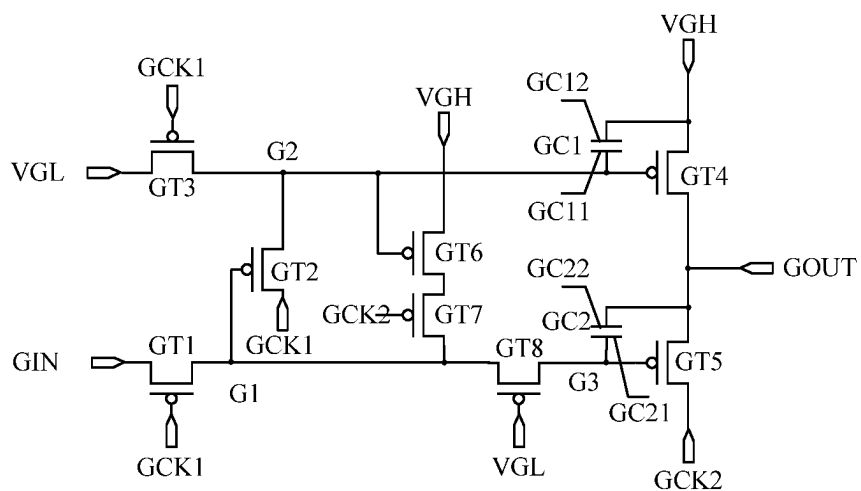 VGH
GCK1
GC12
VGH
G2
GC1
VGL
GT3
GT4
GC11
GT6
GT2
GOUT
GC22
GCK2
GT7
GC2
GT1
GCK1
GT8
GIN
GT5
G1
G3
GC21
GCK1
VGL
GCK2